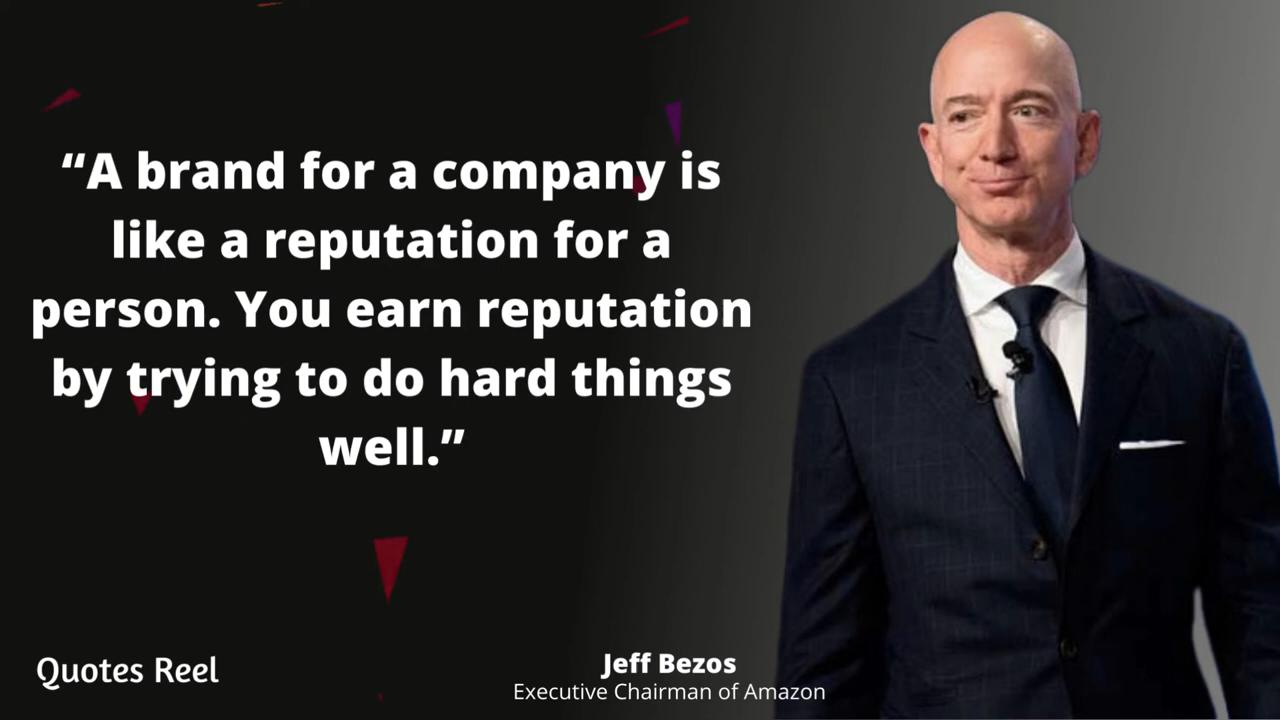 “A brand for a company is
like a reputation for a
person. You earn reputation
by trying to do hard things
well.”
Quotes Reel
Jeff Bezos
Executive Chairman of Amazon